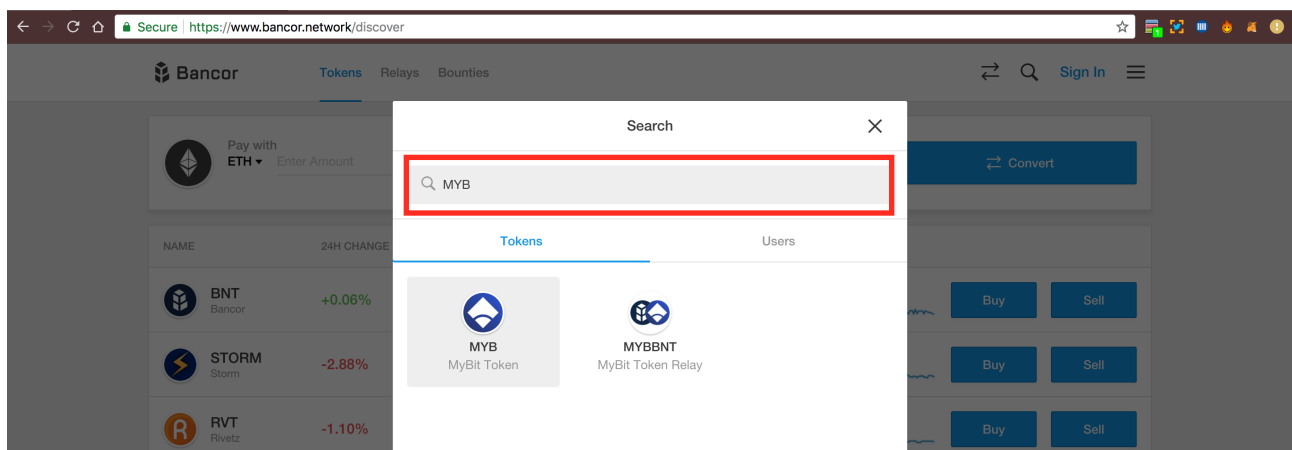 Secure https://www.bancor.network/discover
1
Bancor Tokens Relays Bounties Sign In
Search
Pay with
ETH Enter Amount
Convert
MYB
NAME 24H CHANGE
Tokens Users
BNT +0.06% Buy Sell
Bancor
MYB MYBBNT
MyBit Token MyBit Token Relay
STORM -2.88% Buy Sell
Storm
RVT -1.10% Buy Sell
Rivetz